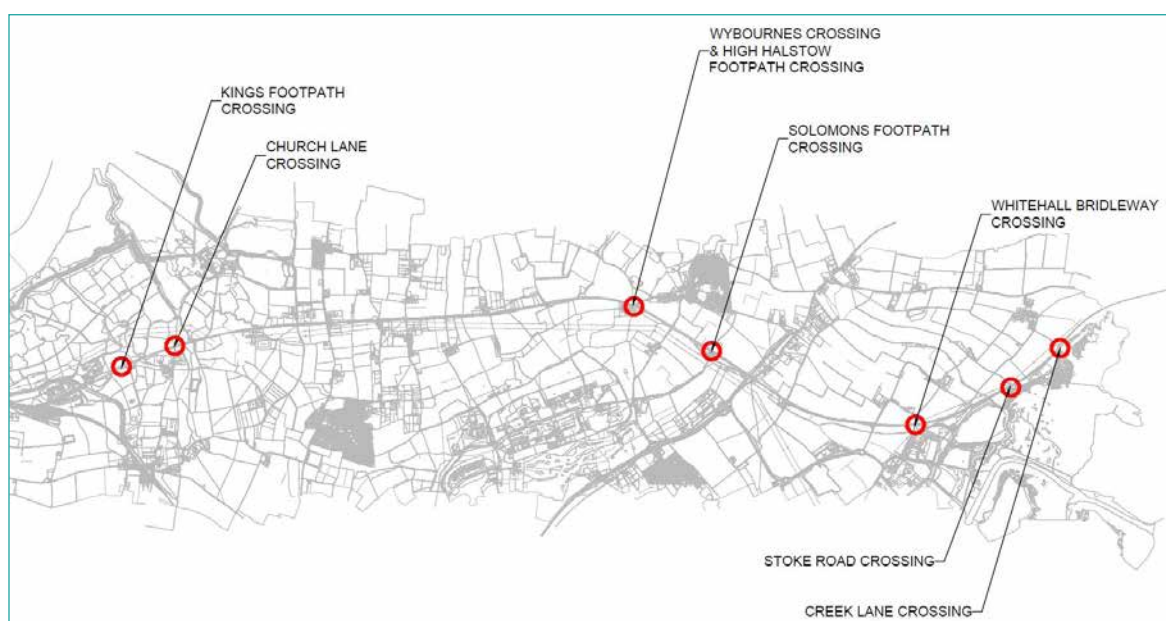 WYBOURNES CROSSING
& HIGH HALSTOW
FOOTPATH CROSSING
KINGS FOOTPATH
CROSSING
SOLOMONS FOOTPATH
CROSSING
CHURCH LANE
CROSSING
WHITEHALL BRIDLEWAY
CROSSING
STOKE ROAD CROSSING
CREEK LANE CROSSING